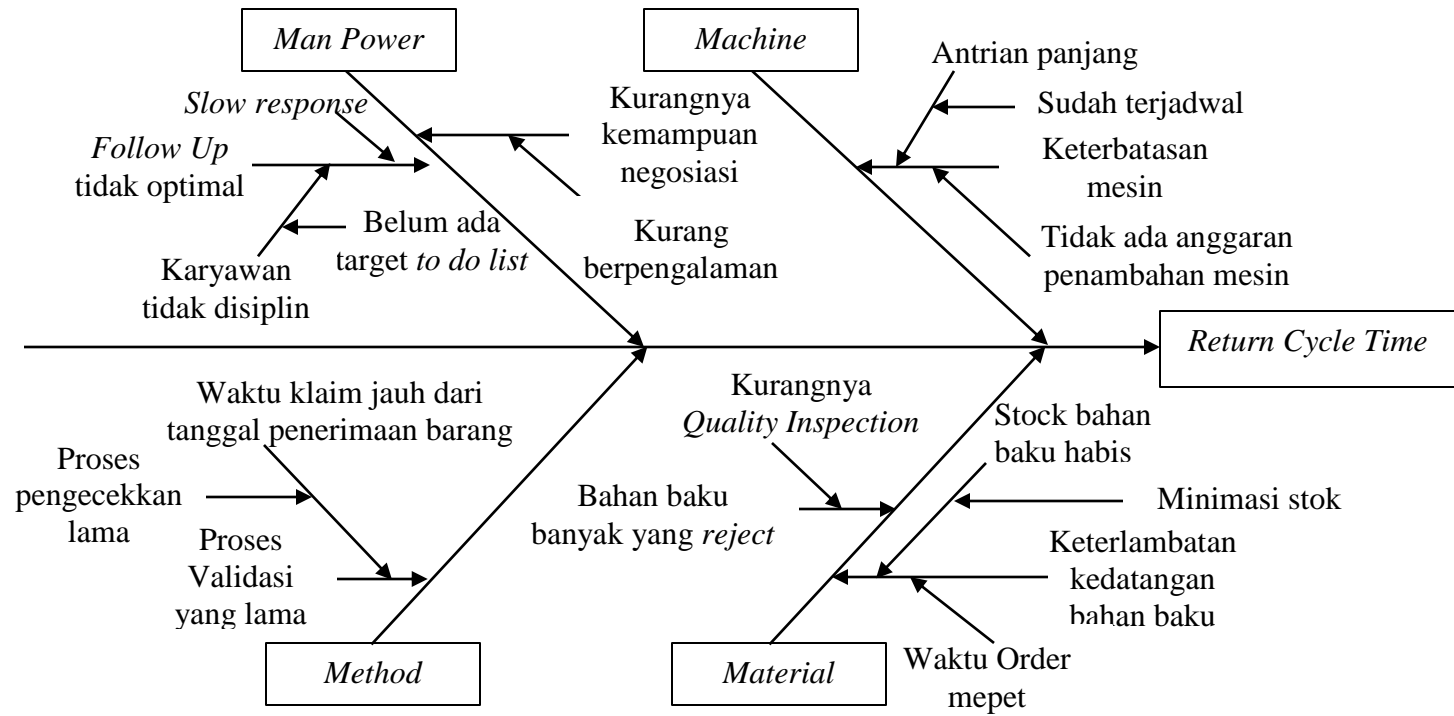 Man Power
Machine
Antrian panjang
Sudah terjadwal
Keterbatasan
mesin
Tidak ada anggaran
penambahan mesin
Slow response
Follow Up
tidak optimal
Kurangnya
kemampuan
negosiasi
Belum ada
target to do list
Kurang
berpengalaman
Karyawan
tidak disiplin
Return Cycle Time
Waktu klaim jauh dari
tanggal penerimaan barang
Proses
pengecekkan
lama
Proses
Validasi
yang lama
Kurangnya
Quality Inspection
Stock bahan
baku habis
Bahan baku
banyak yang reject
Minimasi stok
Keterlambatan
kedatangan
bahan baku
Waktu Order
mepet
Method
Material